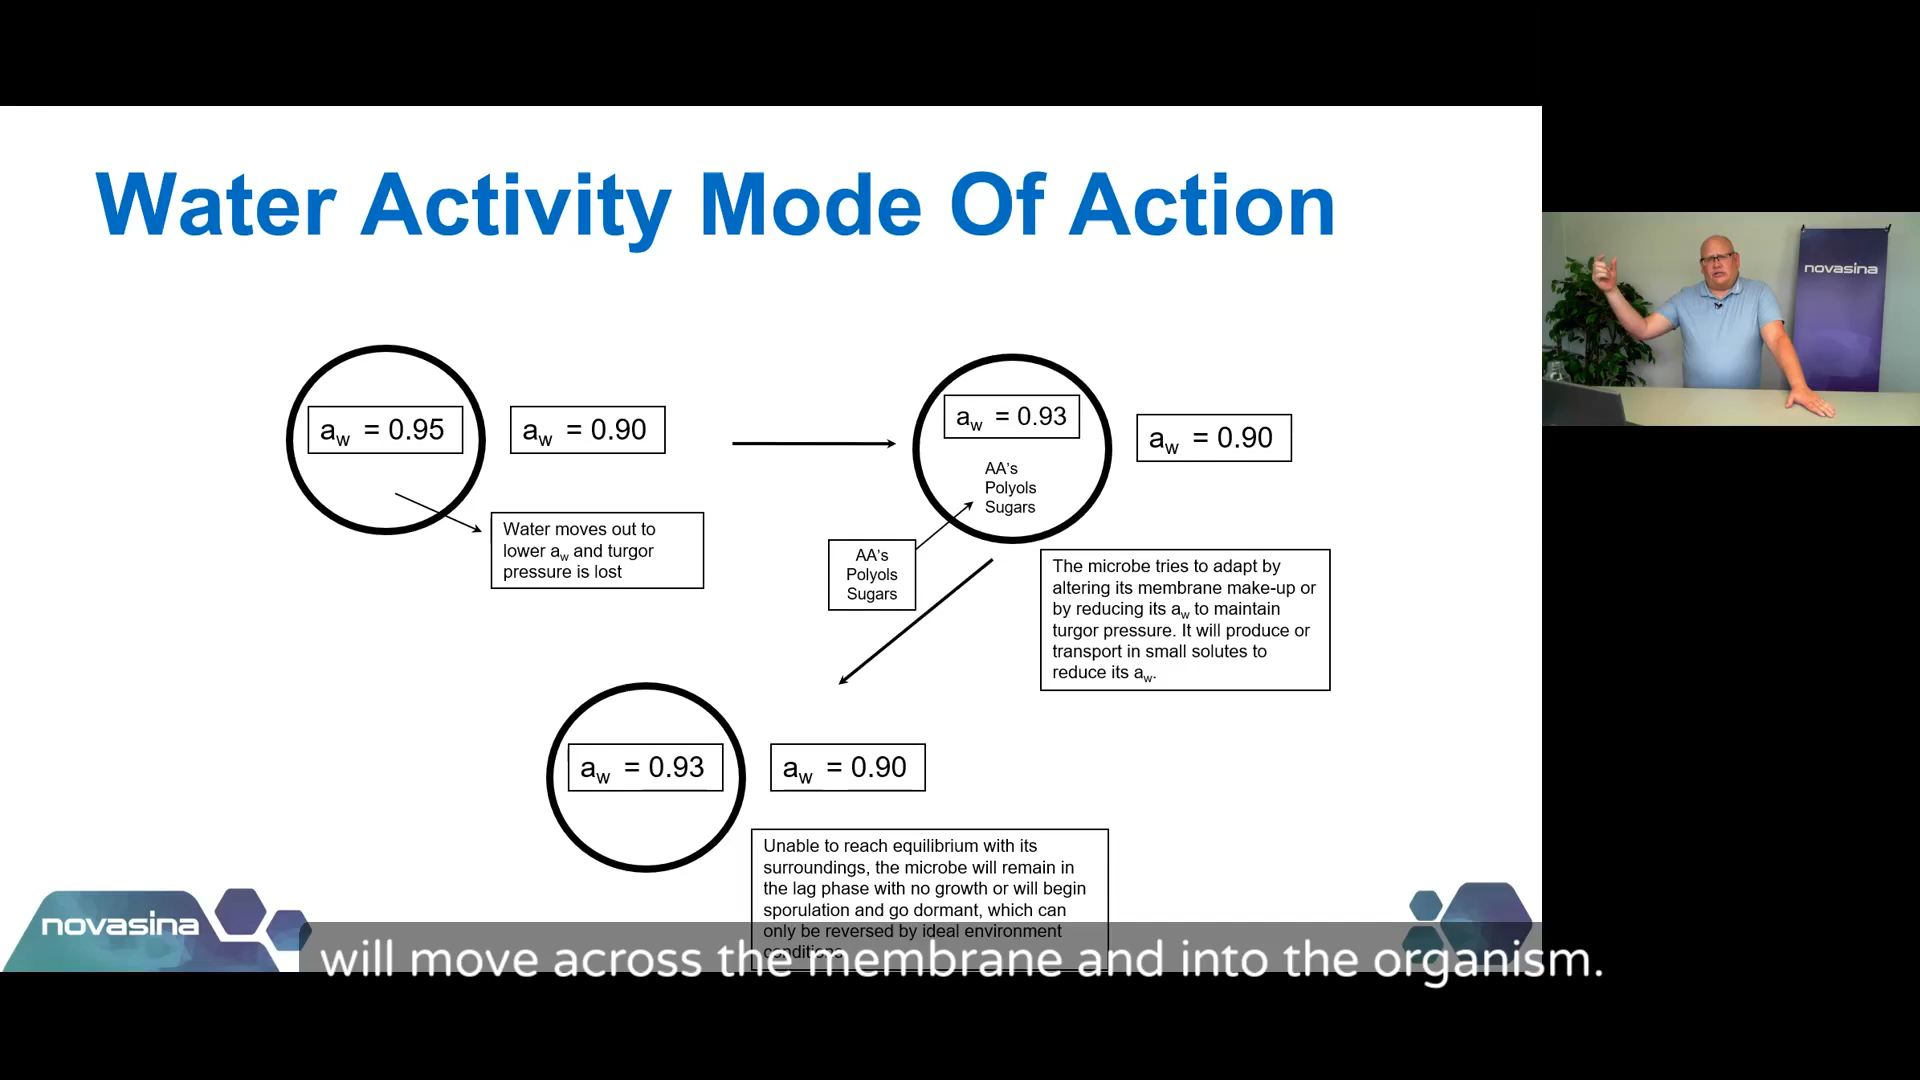 Water Activity Mode Of Action
novasina
aw = 0.95
aw = 0.90
Water moves out to
lower aw and turgor
pressure is lost
aw = 0.93
AA's
Polyols
Sugars
aw = 0.90
AA's
Polyols
Sugars
The microbe tries to adapt by
altering its membrane make-up or
by reducing its aw to maintain
turgor pressure. It will produce or
transport in small solutes to
reduce its aw.
aw = 0.93
aw = 0.90
Unable to reach equilibrium with its
surroundings, the microbe will remain in
the lag phase with no growth or will begin
sporulation and go dormant, which can
only be reversed by ideal environment
conditions
novasina
will move across the membrane and into the organism.